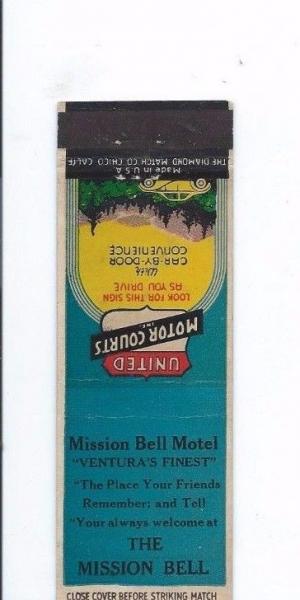 THE DIAMOND MATCH CO. CHICO, CALIF.
Made in U.S.A.
With
CAR-BY-DOOR
CONVENIENCE
LOOK FOR THIS SIGN
AS YOU DRIVE
UNITED
MOTOR COURTS
INC.
Mission Bell Motel
"VENTURA'S FINEST"
"The Place Your Friends
Remember; and Tell
"Your always welcome at
THE
MISSION BELL
CLOSE COVER BEFORE STRIKING MATCH